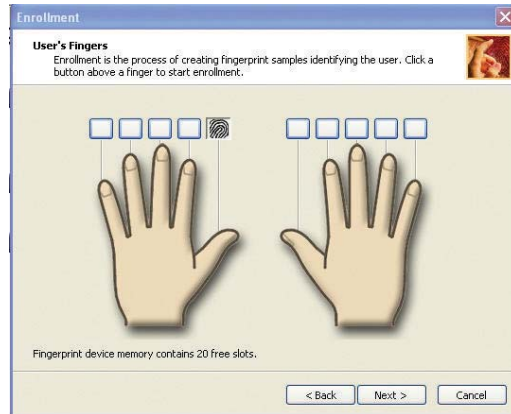 Enrollment
User's Fingers
Enrollment is the process of creating fingerprint samples identifying the user. Click a
button above a finger to start enrollment.
Fingerprint device memory contains 20 free slots.
< Back Next > Cancel